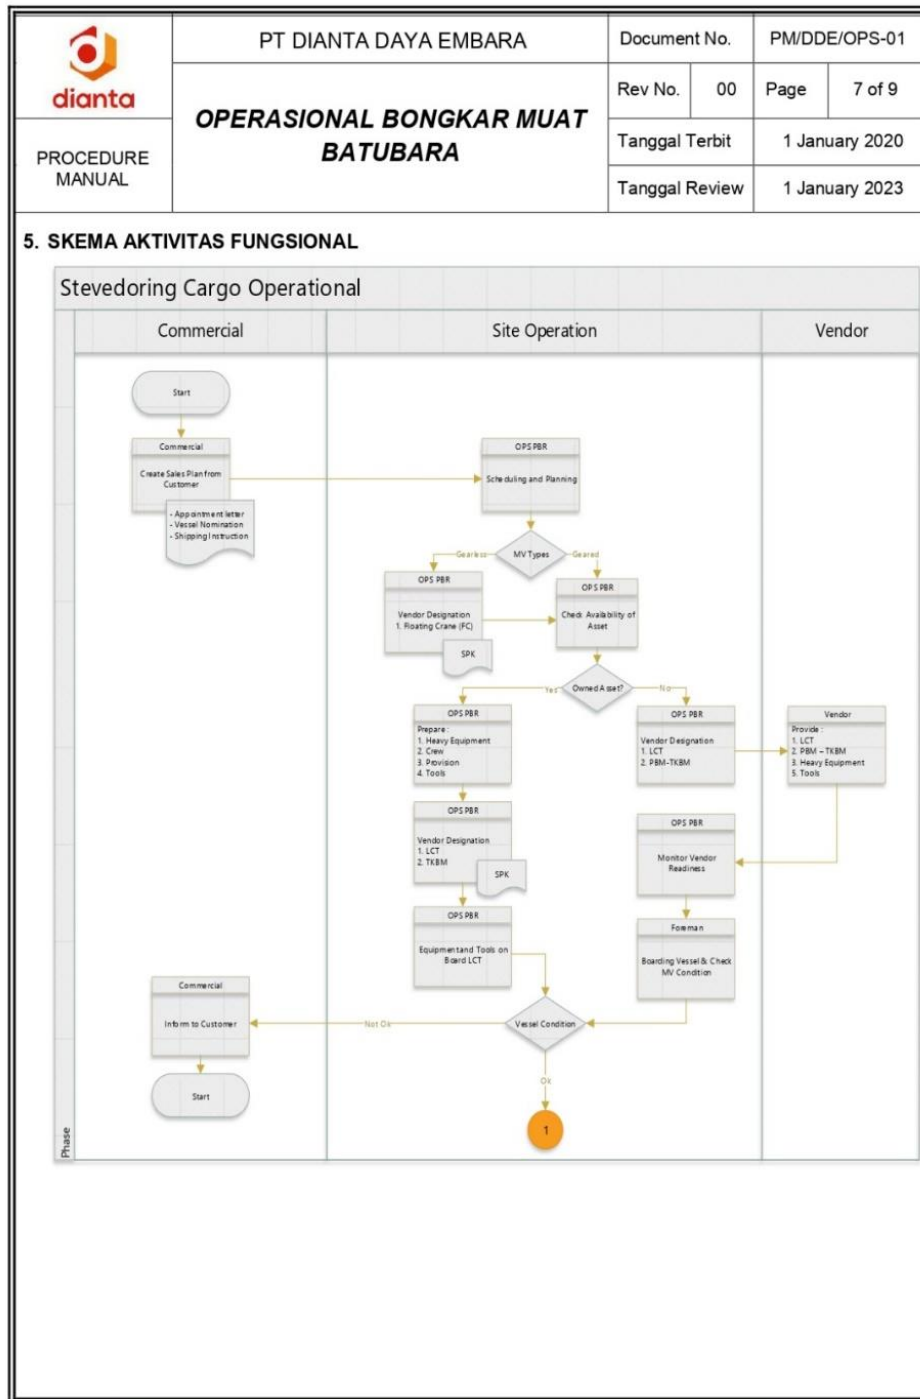 dianta
PROCEDURE
MANUAL
PT DIANTA DAYA EMBARA
OPERASIONAL BONGKAR MUAT
BATUBARA
Document No. PM/DDE/OPS-01
Rev No. 00 Page 7 of 9
Tanggal Terbit 1 January 2020
Tanggal Review 1 January 2023
5. SKEMA AKTIVITAS FUNGSIONAL
Stevedoring Cargo Operational
Commercial Site Operation Vendor
Start
Commercial
Create Sales Plan from
Customer
- Appointment letter
- Vessel Nomination
- Shipping Instruction
OPS PBR
Scheduling and Planning
MV Types
Gearless
Geared
OPS PBR
Vendor Designation
1. Floating Crane (FC)
SPK
OPS PBR
Check Availability of
Asset
Owned Asset?
Yes
No
OPS PBR
Prepare :
1. Heavy Equipment
2. Crew
3. Provision
4. Tools
OPS PBR
Vendor Designation
1. LCT
2. PBM-TKBM
Vendor
Provide :
1. LCT
2. PBM – TKBM
3. Heavy Equipment
5. Tools
OPS PBR
Vendor Designation
1. LCT
2. TKBM
SPK
OPS PBR
Monitor Vendor
Readiness
OPS PBR
Equipment and Tools on
Board LCT
Foreman
Boarding Vessel & Check
MV Condition
Commercial
Inform to Customer
Not Ok
Vessel Condition
Start
Ok
1
Phase